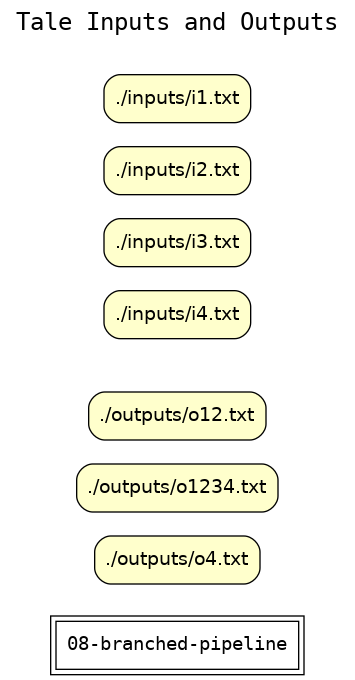 Tale Inputs and Outputs
./inputs/i1.txt
./inputs/i2.txt
./inputs/i3.txt
./inputs/i4.txt
./outputs/o12.txt
./outputs/o1234.txt
./outputs/o4.txt
08-branched-pipeline